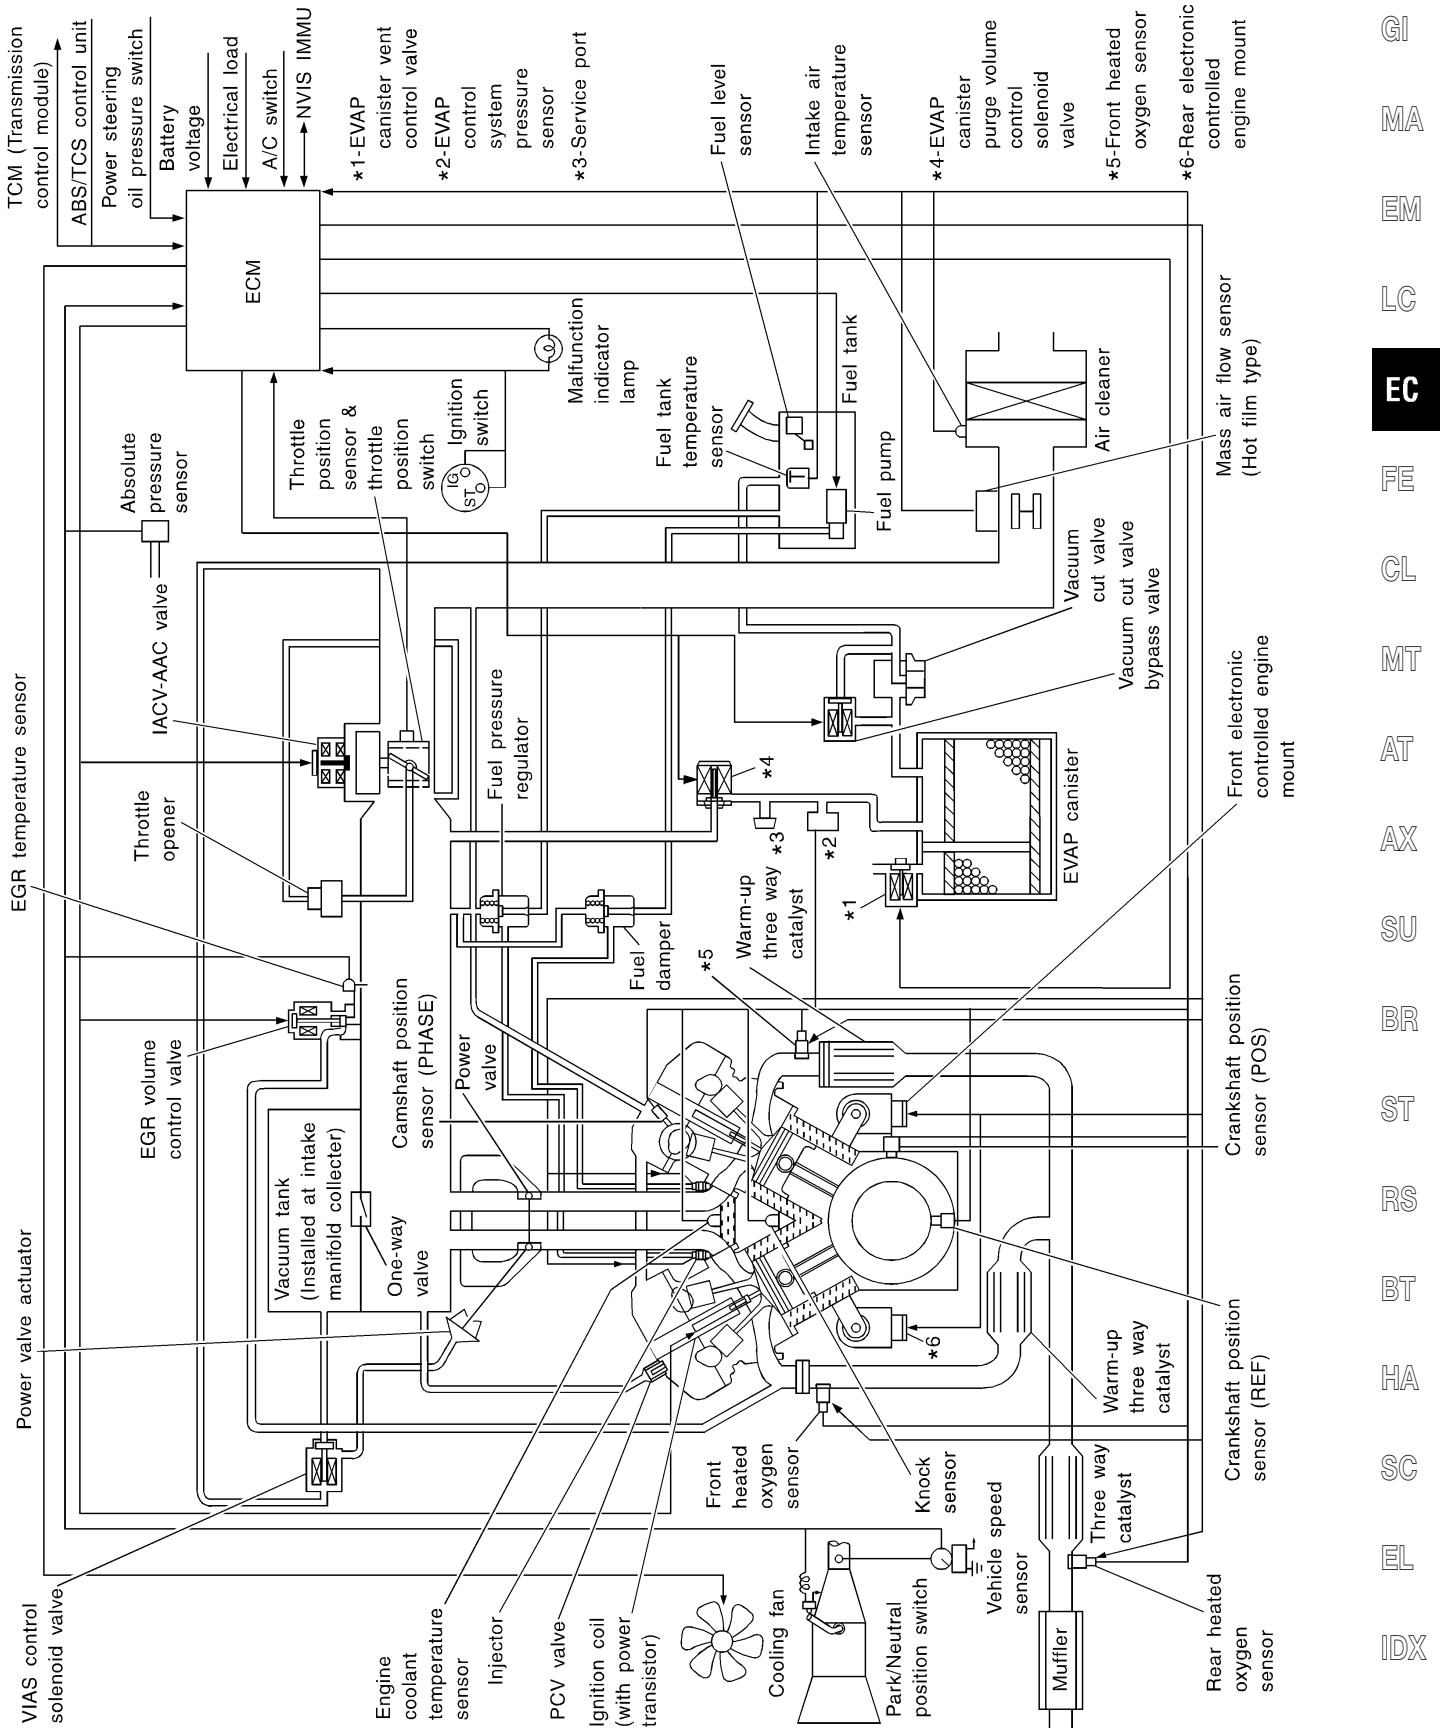 TCM (Transmission
control module)
ABS/TCS control unit
Power steering
oil pressure switch
Battery
voltage
Electrical load
A/C switch
NVIS IMMU
*1-EVAP
canister vent
control valve
*2-EVAP
control
system
pressure
sensor
*3-Service port
Fuel level
sensor
Intake air
temperature
sensor
*4-EVAP
canister
purge volume
control
solenoid
valve
*5-Front heated
oxygen sensor
*6-Rear electronic
controlled
engine mount
ECM
Malfunction
indicator
lamp
Ignition
switch
IG
ST
Throttle
position
sensor &
throttle
position
switch
Absolute
pressure
sensor
Fuel tank
temperature
sensor
Fuel tank
Fuel pump
Air cleaner
Mass air flow sensor
(Hot film type)
Vacuum
cut valve
Vacuum cut valve
bypass valve
IACV-AAC valve
EGR temperature sensor
Throttle
opener
Fuel pressure
regulator
*4
*3
*2
*1
EVAP canister
Front electronic
controlled engine
mount
Warm-up
three way
catalyst
*5
Fuel
damper
EGR volume
control valve
Camshaft position
sensor (PHASE)
Power
valve
Crankshaft position
sensor (POS)
Vacuum tank
(Installed at intake
manifold collecter)
One-way
valve
Power valve actuator
*6
Warm-up
three way
catalyst
Crankshaft position
sensor (REF)
Front
heated
oxygen
sensor
Knock
sensor
Three way
catalyst
Vehicle speed
sensor
VIAS control
solenoid valve
Engine
coolant
temperature
sensor
Injector
PCV valve
Ignition coil
(with power
transistor)
Cooling fan
Park/Neutral
position switch
Muffler
Rear heated
oxygen
sensor
GI
MA
EM
LC
EC
FE
CL
MT
AT
AX
SU
BR
ST
RS
BT
HA
SC
EL
IDX